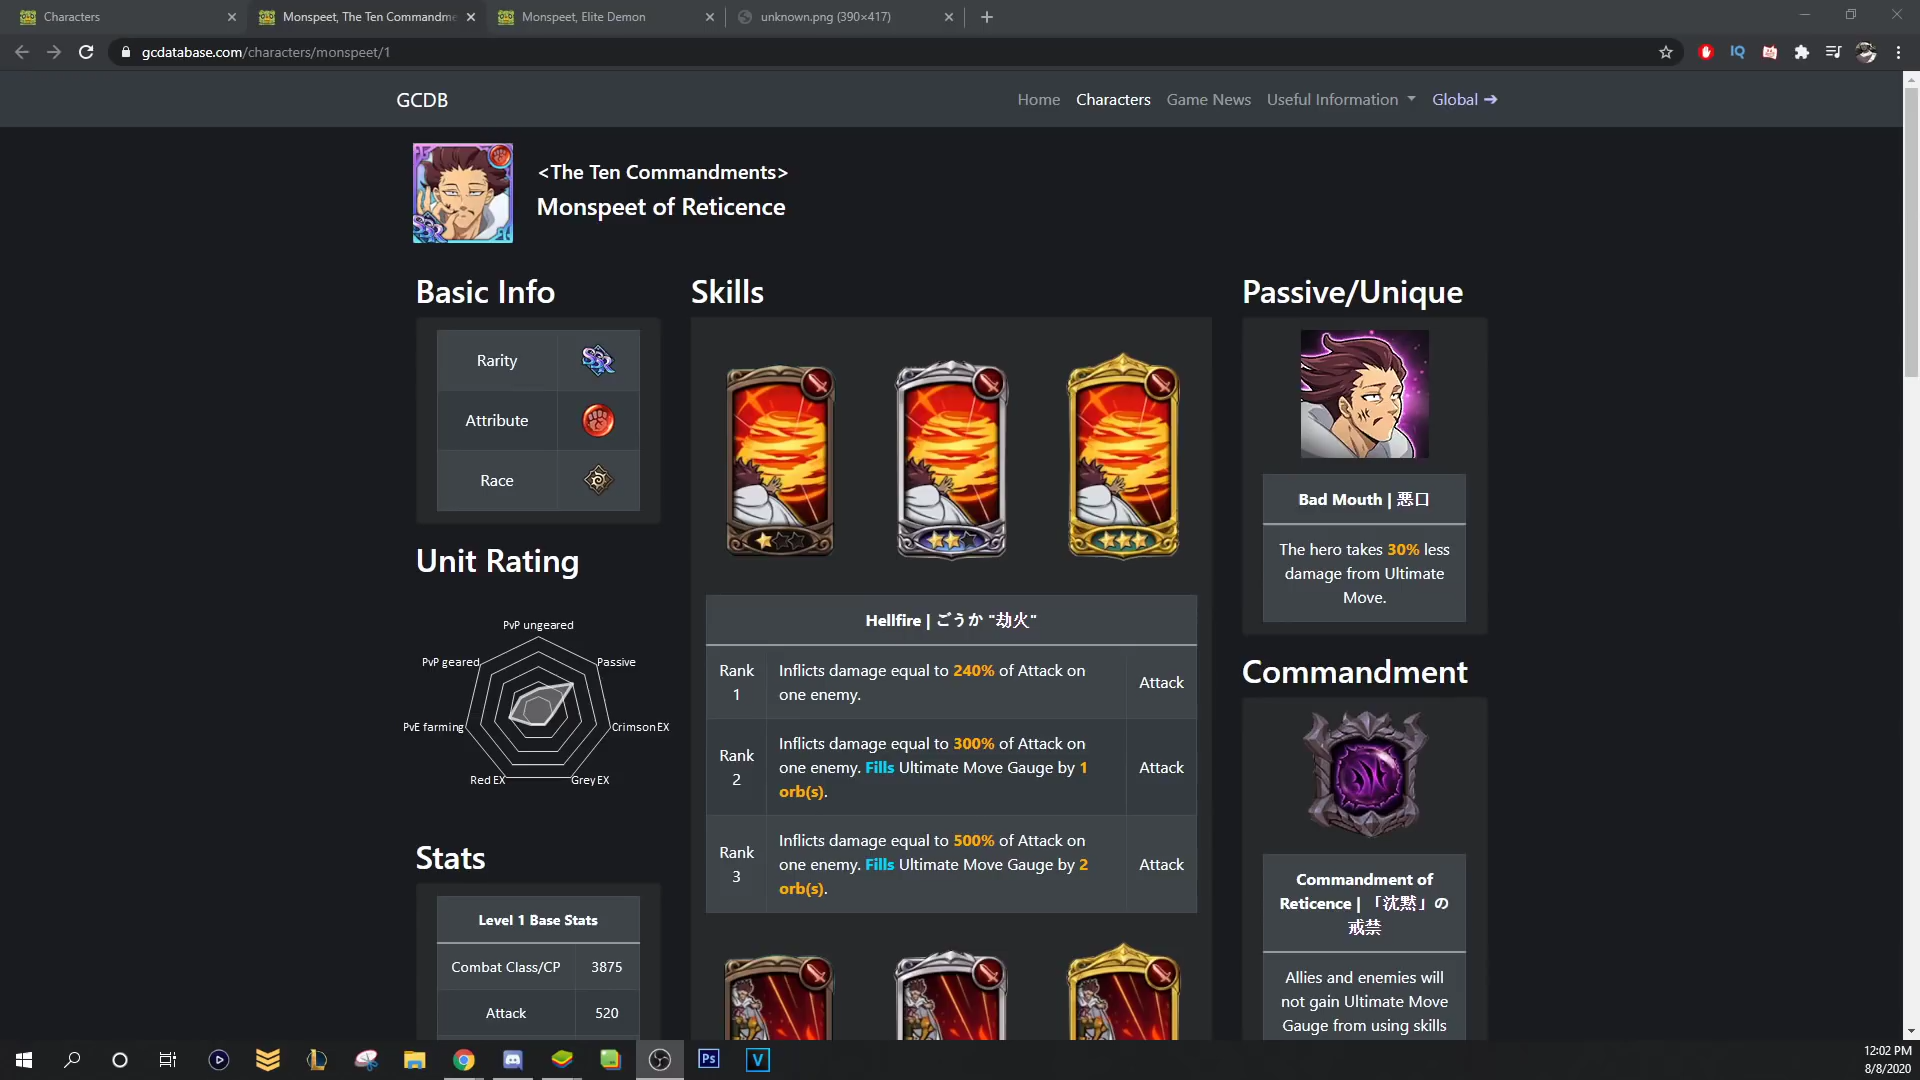 Characters
Monspeet, The Ten Commandme
Monspeet, Elite Demon
unknown.png (390×417)
gcdatabase.com/characters/monspeet/1
GCDB
Home
Characters
Game News
Useful Information
Global ➔
<The Ten Commandments>
Monspeet of Reticence
Basic Info
Rarity
SSR
Attribute
Race
Unit Rating
PvP ungeared
PvP geared
Passive
PvE farming
Crimson EX
Red EX
Grey EX
Stats
Level 1 Base Stats
Combat Class/CP 3875
Attack 520
Skills
Hellfire | ごうか "劫火"
Rank 1
Inflicts damage equal to 240% of Attack on
one enemy.
Attack
Rank 2
Inflicts damage equal to 300% of Attack on
one enemy. Fills Ultimate Move Gauge by 1
orb(s).
Attack
Rank 3
Inflicts damage equal to 500% of Attack on
one enemy. Fills Ultimate Move Gauge by 2
orb(s).
Attack
Passive/Unique
Bad Mouth | 悪口
The hero takes 30% less
damage from Ultimate
Move.
Commandment
Commandment of
Reticence | 「沈黙」の
戒禁
Allies and enemies will
not gain Ultimate Move
Gauge from using skills
Ps
V
12:02 PM
8/8/2020